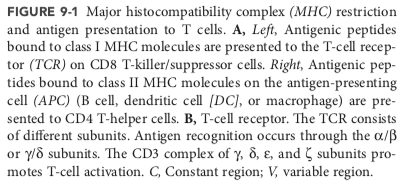 FIGURE 9-1 Major histocompatibility complex (MHC) restriction
and antigen presentation to T cells. A, Left, Antigenic peptides
bound to class I MHC molecules are presented to the T-cell recep-
tor (TCR) on CD8 T-killer/suppressor cells. Right, Antigenic pep-
tides bound to class II MHC molecules on the antigen-presenting
cell (APC) (B cell, dendritic cell [DC], or macrophage) are pre-
sented to CD4 T-helper cells. B, T-cell receptor. The TCR consists
of different subunits. Antigen recognition occurs through the α/β
or γ/δ subunits. The CD3 complex of γ, δ, ε, and ζ subunits pro-
motes T-cell activation. C, Constant region; V, variable region.